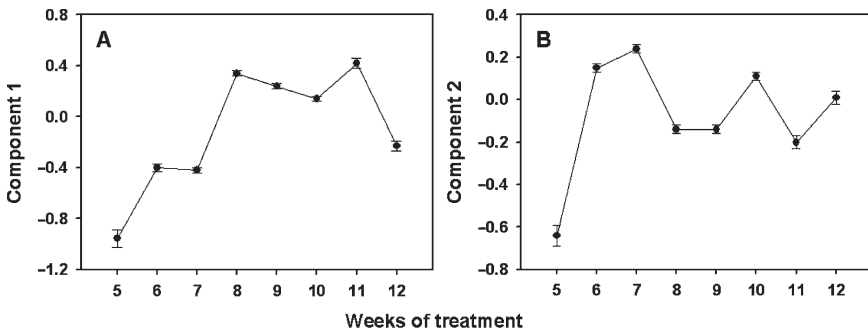 A
Component 1
0.8
0.4
0.0
–0.4
–0.8
–1.2
5 6 7 8 9 10 11 12
B
Component 2
0.4
0.2
0.0
–0.2
–0.4
–0.6
–0.8
5 6 7 8 9 10 11 12
Weeks of treatment